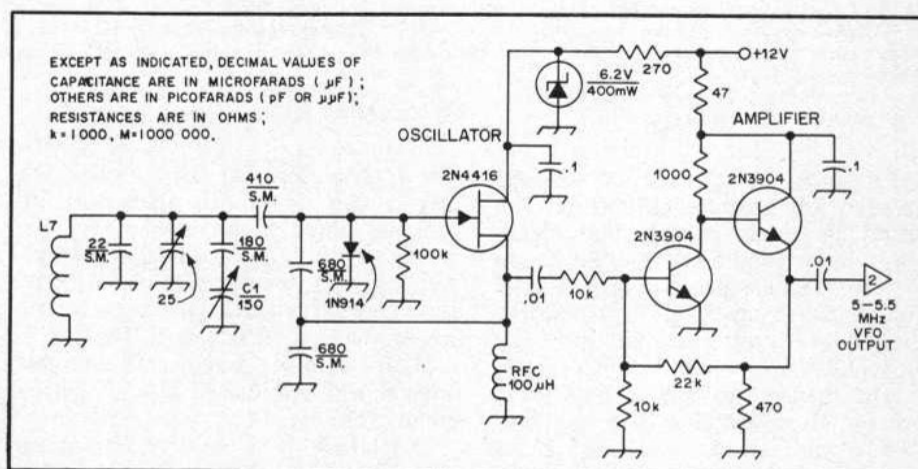 EXCEPT AS INDICATED, DECIMAL VALUES OF
CAPACITANCE ARE IN MICROFARADS (µF);
OTHERS ARE IN PICOFARADS (pF OR µµF);
RESISTANCES ARE IN OHMS;
k=1000, M=1000 000.
6.2V
400mW
270
+12V
47
OSCILLATOR
AMPLIFIER
.1
1000
.1
2N4416
2N3904
410
S.M.
L7
22
S.M.
25
180
S.M.
C1
150
680
S.M.
1N914
100k
2N3904
.01
10k
.01
2
5-5.5
MHz
VFO
OUTPUT
680
S.M.
RFC
100µH
22k
10k
470